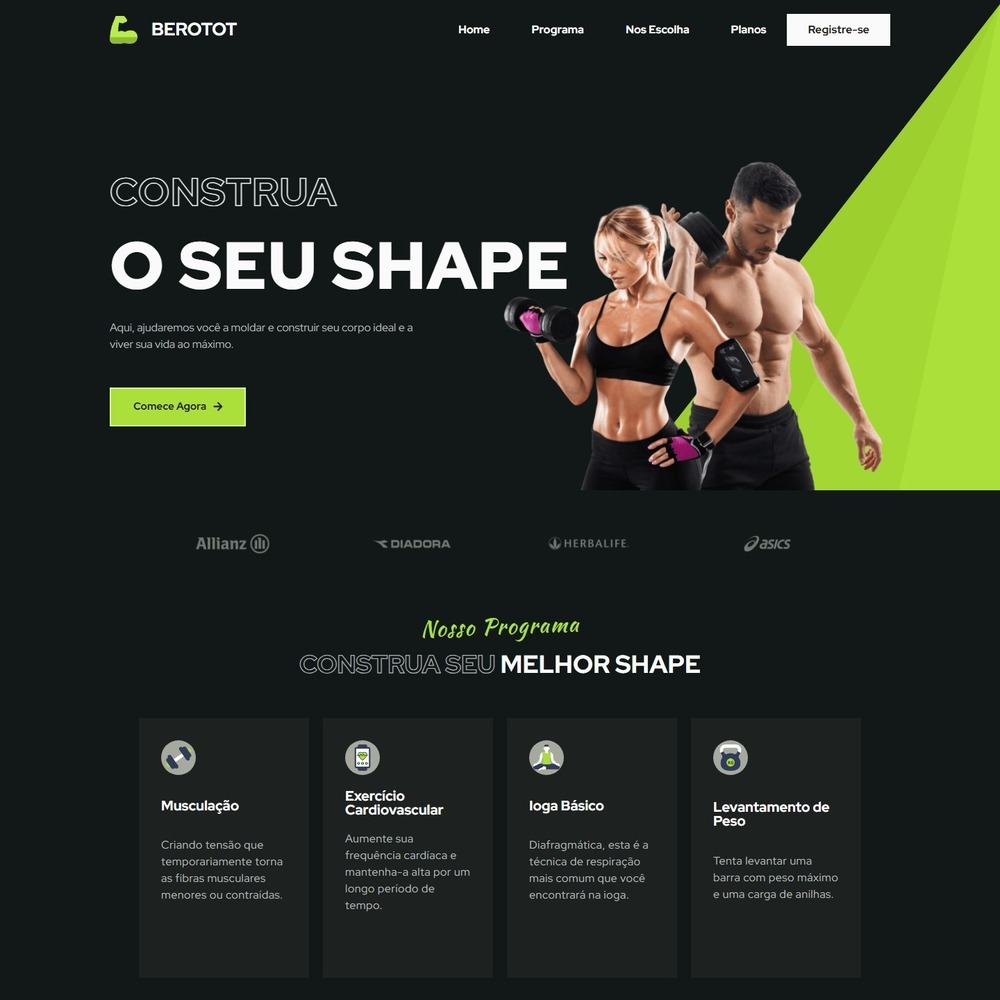 BEROTOT
Home
Programa
Nos Escolha
Planos
Registre-se
CONSTRUA
O SEU SHAPE
Aqui, ajudaremos você a moldar e construir seu corpo ideal e a
viver sua vida ao máximo.
Comece Agora
Allianz
DIADORA
HERBALIFE
asics
Nosso Programa
CONSTRUA SEU MELHOR SHAPE
Musculação
Criando tensão que
temporariamente torna
as fibras musculares
menores ou contraídas.
Exercício
Cardiovascular
Aumente sua
frequência cardíaca e
mantenha-a alta por um
longo período de
tempo.
Ioga Básico
Diafragmática, esta é a
técnica de respiração
mais comum que você
encontrará na ioga.
Levantamento de
Peso
Tenta levantar uma
barra com peso máximo
e uma carga de anilhas.